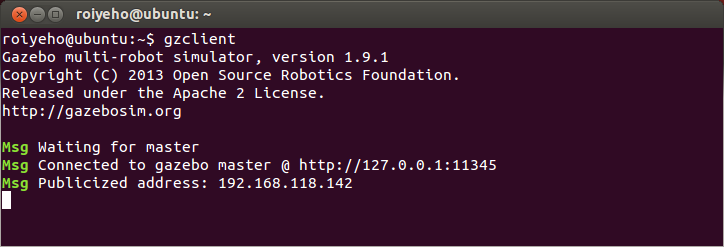 roiyeho@ubuntu: ~
roiyeho@ubuntu:~$ gzclient
Gazebo multi-robot simulator, version 1.9.1
Copyright (C) 2013 Open Source Robotics Foundation.
Released under the Apache 2 License.
http://gazebosim.org
Msg Waiting for master
Msg Connected to gazebo master @ http://127.0.0.1:11345
Msg Publicized address: 192.168.118.142